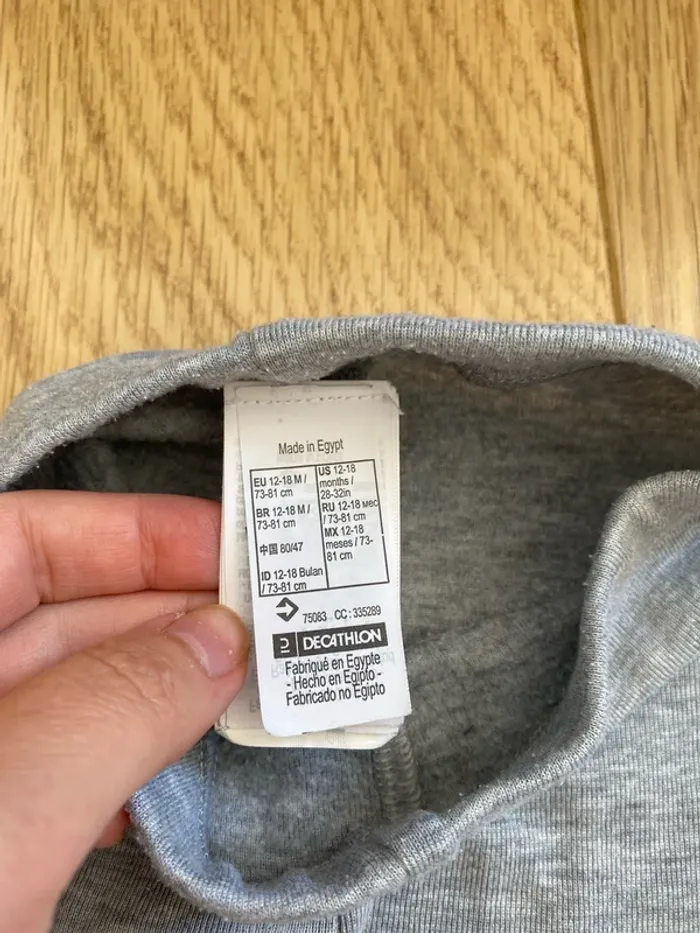 Made in Egypt
EU 12-18 M /
73-81 cm
BR 12-18 M /
73-81 cm
中国 80/47
ID 12-18 Bulan
/ 73-81 cm
US 12-18
months /
28-32in
RU 12-18 мес
/ 73-81 cm
MX 12-18
meses / 73-
81 cm
75083 CC : 335289
DECATHLON
Fabriqué en Egypte
- Hecho en Egipto -
Fabricado no Egipto